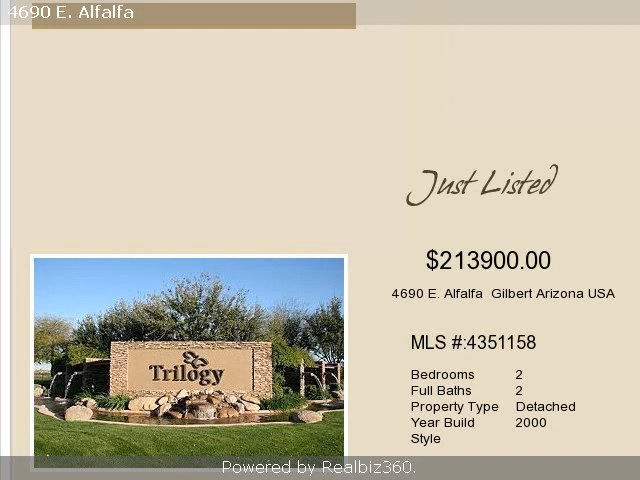 4690 E. Alfalfa
Just Listed
$213900.00
4690 E. Alfalfa  Gilbert Arizona USA
MLS #:4351158
Bedrooms 2
Full Baths 2
Property Type Detached
Year Build 2000
Style
Trilogy
Powered by Realbiz360.